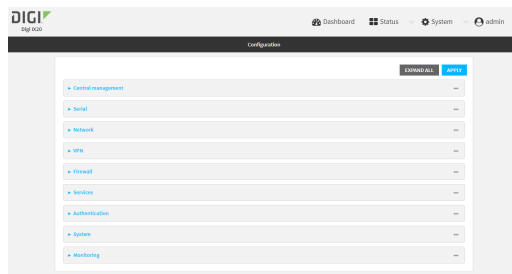 DIGI
Digi IX20
Dashboard Status System admin
Configuration
EXPAND ALL APPLY
Central management
Serial
Network
VPN
Firewall
Services
Authentication
System
Monitoring